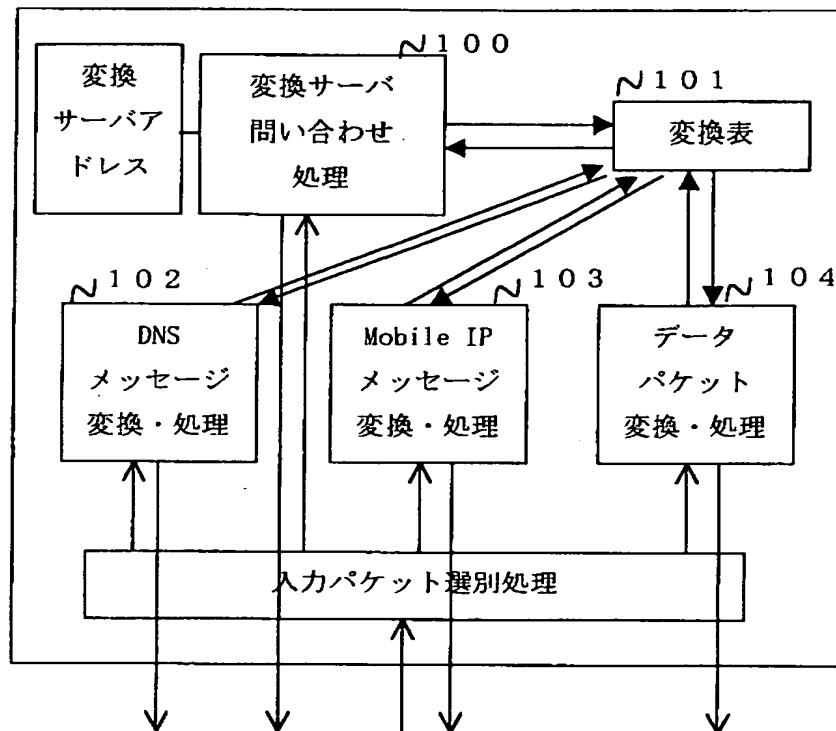 100
変換
サーバア
ドレス
変換サーバ
問い合わせ
処理
101
変換表
102
DNS
メッセージ
変換・処理
103
Mobile IP
メッセージ
変換・処理
104
データ
パケット
変換・処理
入力パケット選別処理